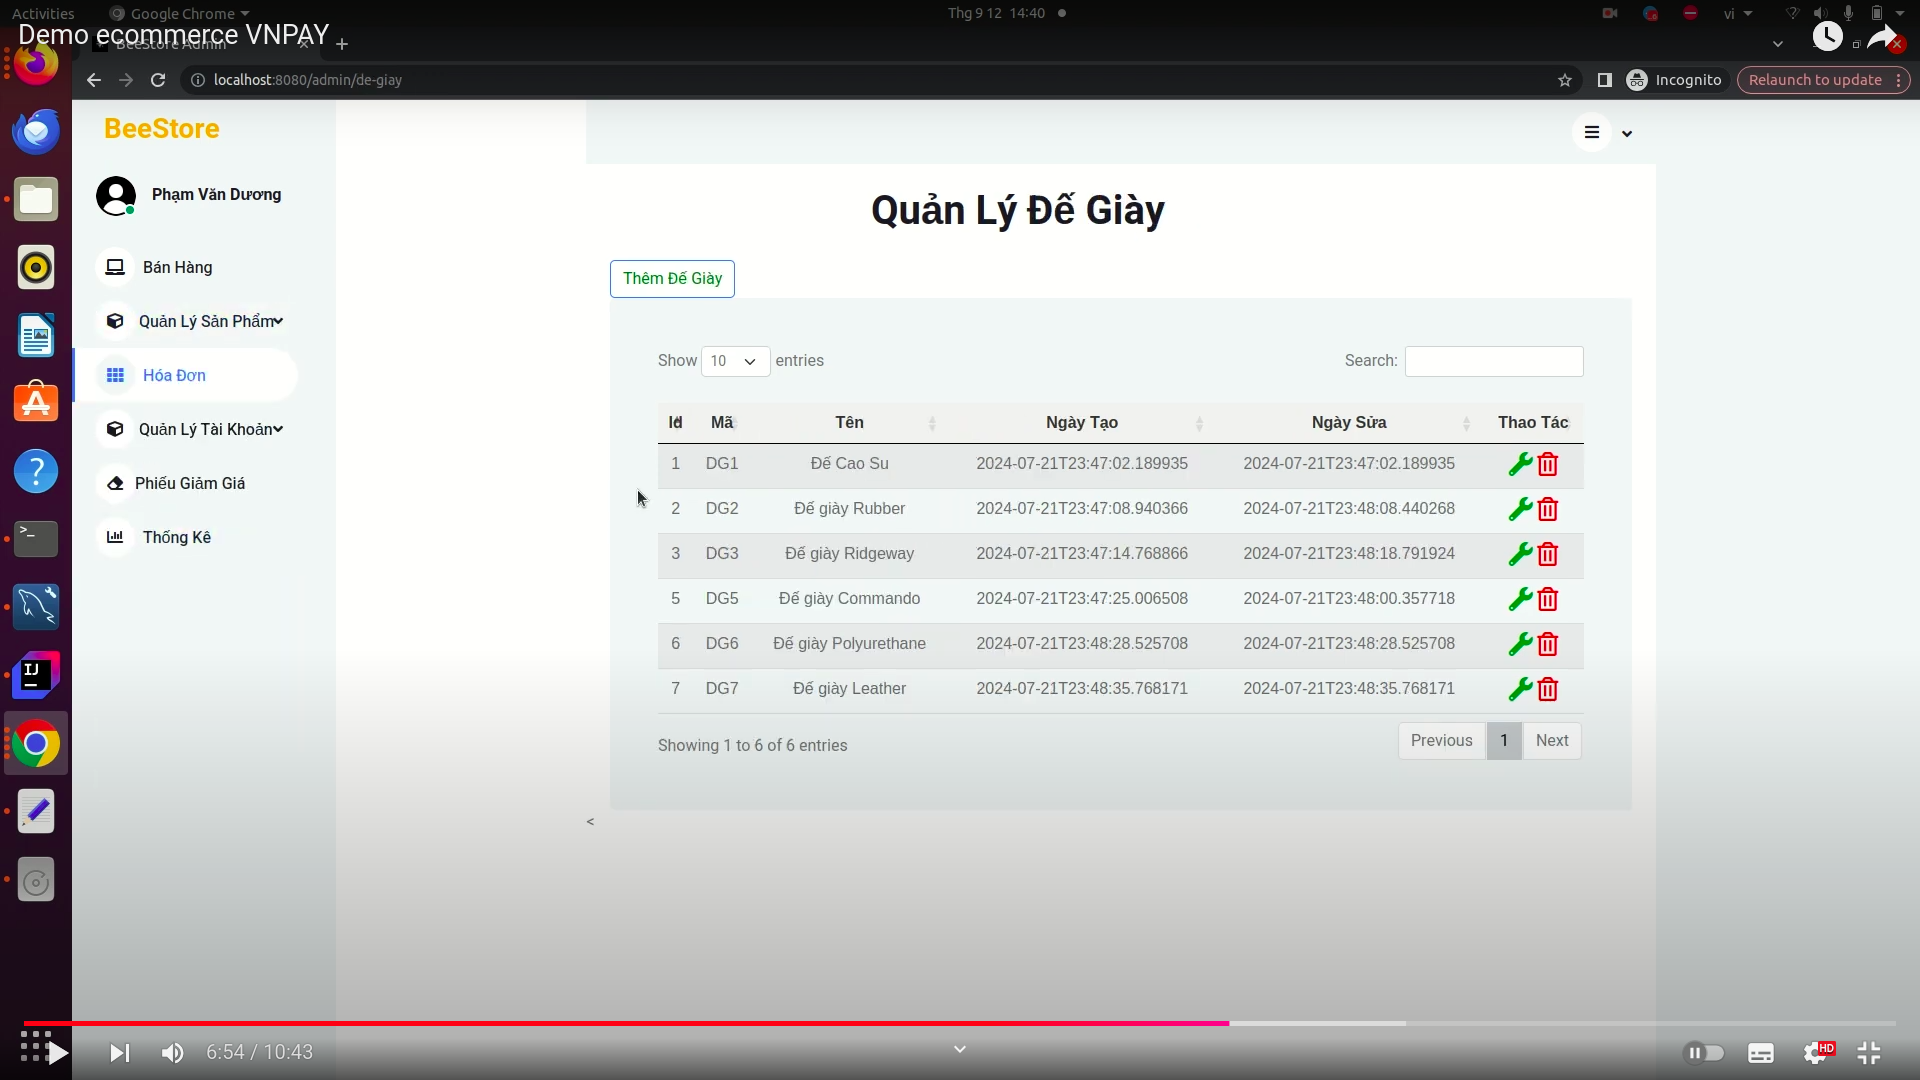 Activities
Google Chrome
Thg 9 12 14:40
vi
Demo ecommerce VNPAY
BeeStore Admin
localhost:8080/admin/de-giay
Incognito
Relaunch to update
BeeStore
Phạm Văn Dương
Bán Hàng
Quản Lý Sản Phẩm
Hóa Đơn
Quản Lý Tài Khoản
Phiếu Giảm Giá
Thống Kê
Quản Lý Đế Giày
Thêm Đế Giày
Show 10 entries
Search:
Id Mã Tên Ngày Tạo Ngày Sửa Thao Tác
1 DG1 Đế Cao Su 2024-07-21T23:47:02.189935 2024-07-21T23:47:02.189935
2 DG2 Đế giày Rubber 2024-07-21T23:47:08.940366 2024-07-21T23:48:08.440268
3 DG3 Đế giày Ridgeway 2024-07-21T23:47:14.768866 2024-07-21T23:48:18.791924
5 DG5 Đế giày Commando 2024-07-21T23:47:25.006508 2024-07-21T23:48:00.357718
6 DG6 Đế giày Polyurethane 2024-07-21T23:48:28.525708 2024-07-21T23:48:28.525708
7 DG7 Đế giày Leather 2024-07-21T23:48:35.768171 2024-07-21T23:48:35.768171
Showing 1 to 6 of 6 entries
Previous 1 Next
<
6:54 / 10:43
HD
IJ